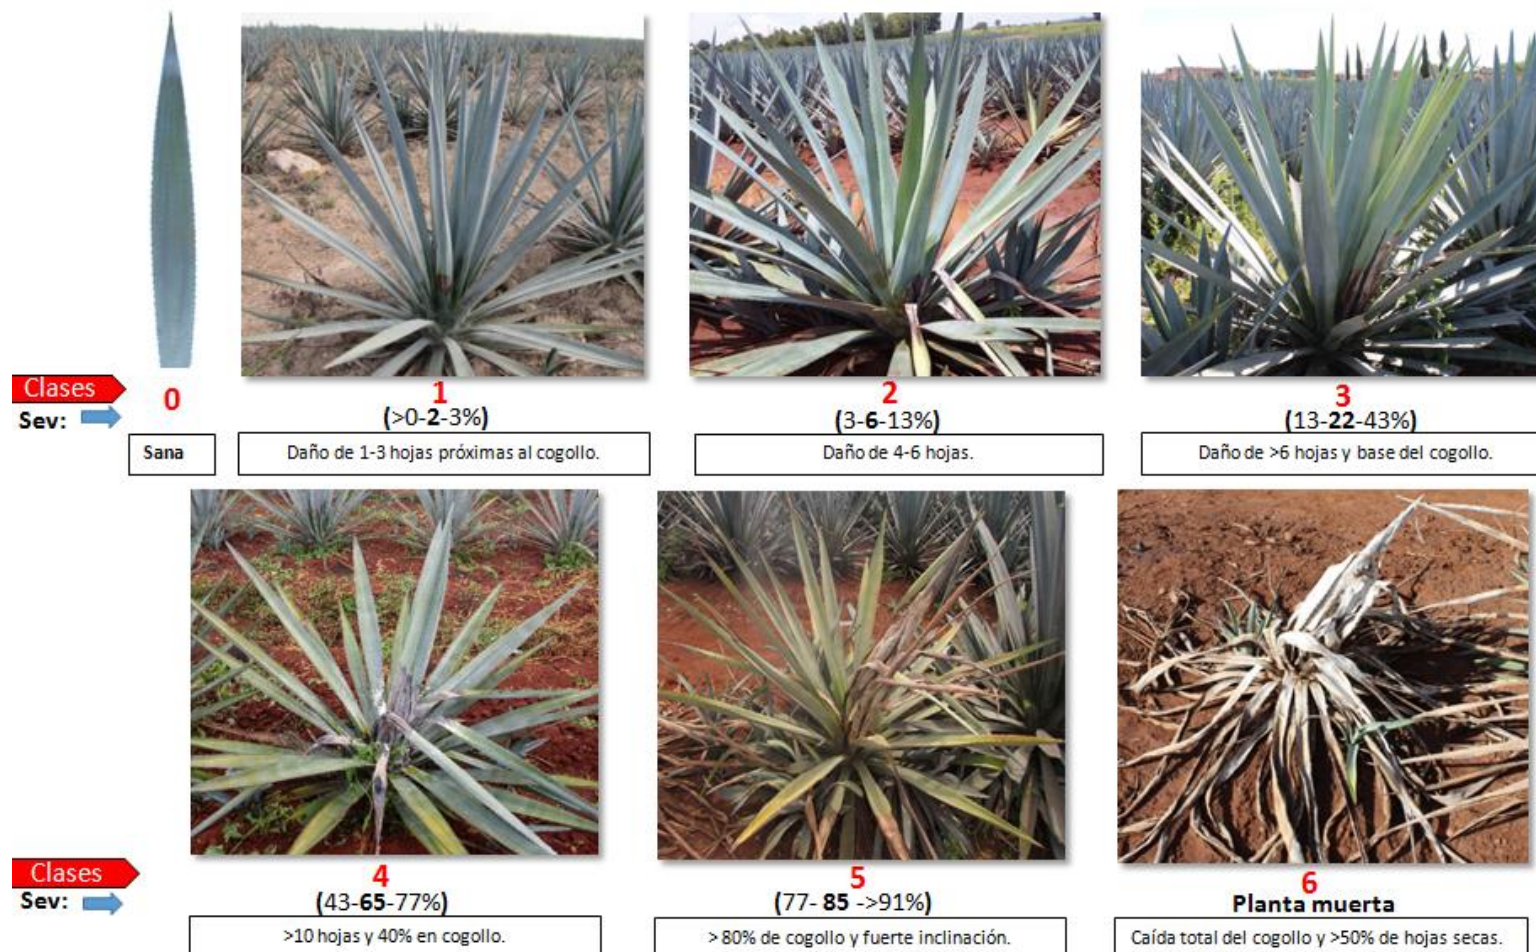 Clases
0
1
2
3
Sev:
(>0-2-3%)
(3-6-13%)
(13-22-43%)
Sana
Daño de 1-3 hojas próximas al cogollo.
Daño de 4-6 hojas.
Daño de >6 hojas y base del cogollo.
Clases
4
5
6
Sev:
(43-65-77%)
(77- 85 ->91%)
Planta muerta
>10 hojas y 40% en cogollo.
>80% de cogollo y fuerte inclinación.
Caída total del cogollo y >50% de hojas secas.